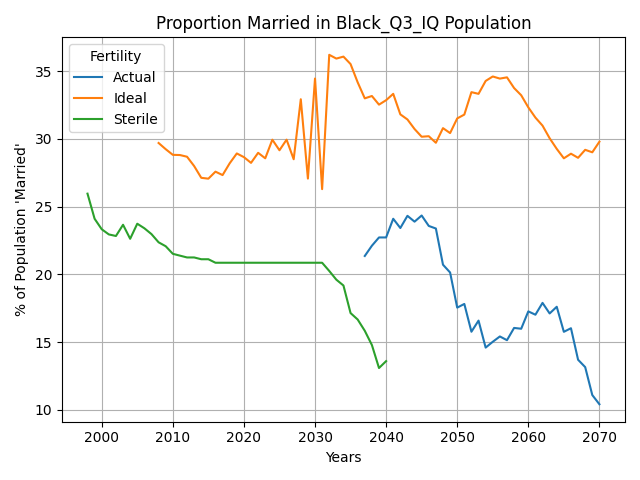 Proportion Married in Black_Q3_IQ Population
Fertility
Actual
Ideal
Sterile
% of Population 'Married'
35
30
25
20
15
10
2000 2010 2020 2030 2040 2050 2060 2070
Years